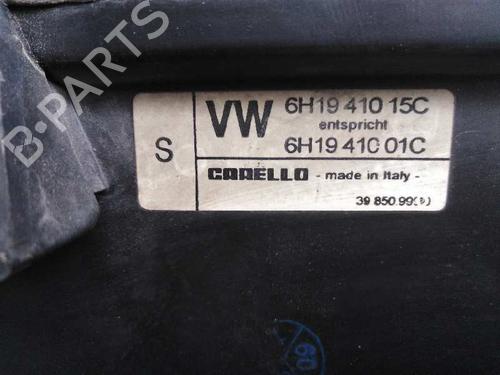 B-PARTS
S
VW
6H19 410 15C
entspricht
6H19 410 01C
CARELLO - made in Italy -
39 850 99